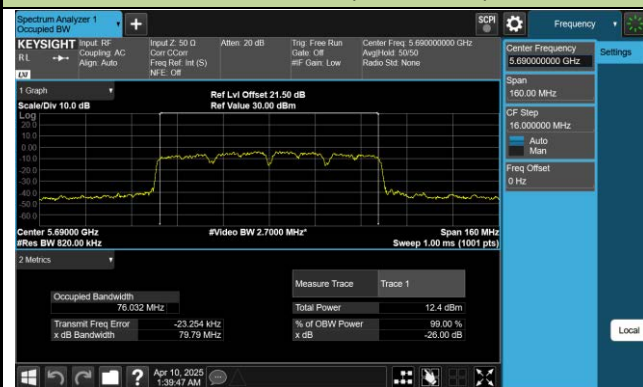 Spectrum Analyzer 1
Occupied BW
+
SCPI
Frequency
KEYSIGHT
RL
LXI
Input: RF
Coupling: AC
Align: Auto
Input Z: 50 Ω
Corr CCorr
Freq Ref: Int (S)
NFE: Off
Atten: 20 dB
Trig: Free Run
Gate: Off
#IF Gain: Low
Center Freq: 5.690000000 GHz
Avg|Hold: 50/50
Radio Std: None
1 Graph
Scale/Div 10.0 dB
Ref Lvl Offset 21.50 dB
Ref Value 30.00 dBm
Log
20.0
10.0
0.00
-10.0
-20.0
-30.0
-40.0
-50.0
-60.0
Center 5.69000 GHz
#Res BW 820.00 kHz
#Video BW 2.7000 MHz*
Span 160 MHz
Sweep 1.00 ms (1001 pts)
2 Metrics
Measure Trace Trace 1
Occupied Bandwidth
76.032 MHz
Total Power 12.4 dBm
Transmit Freq Error -23.254 kHz
% of OBW Power 99.00 %
x dB Bandwidth 79.79 MHz
x dB -26.00 dB
?
Apr 10, 2025
1:39:47 AM
Center Frequency
5.690000000 GHz
Settings
Span
160.00 MHz
CF Step
16.000000 MHz
Auto
Man
Freq Offset
0 Hz
Local